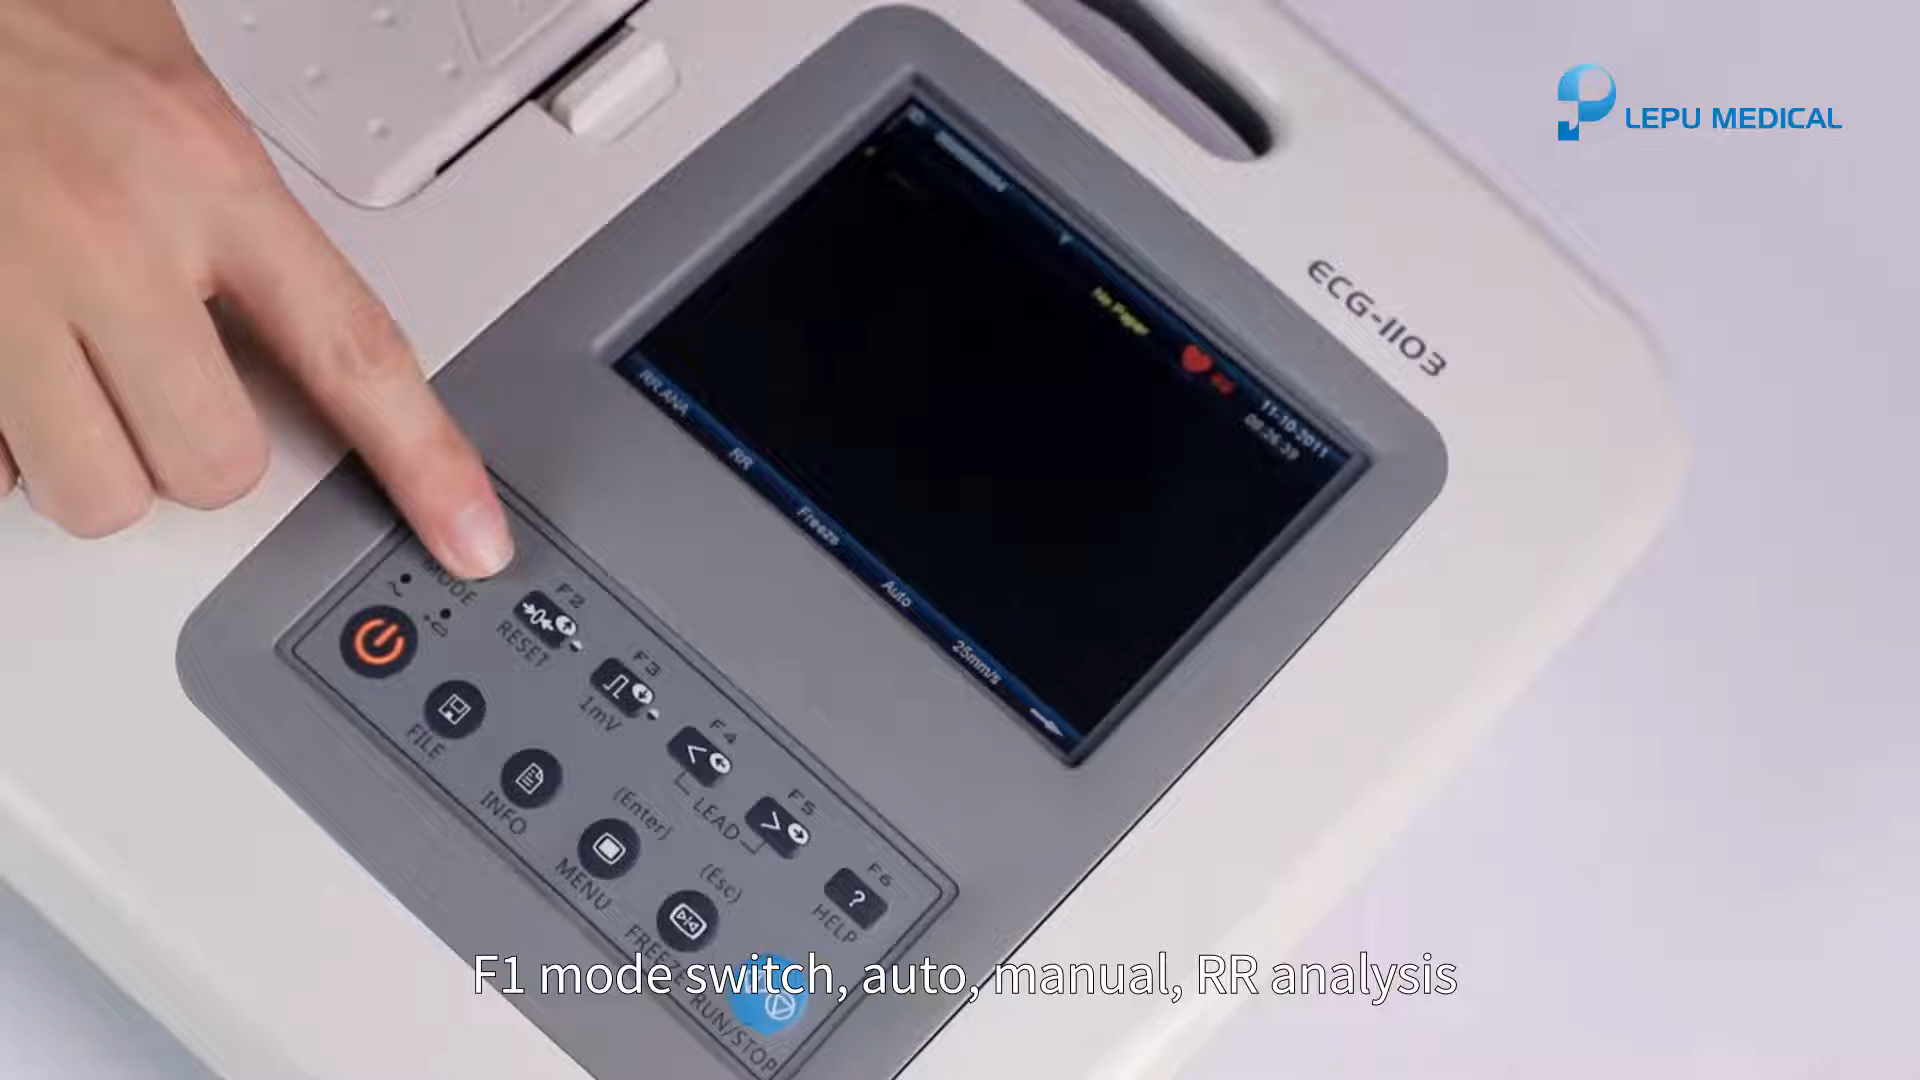 LEPU MEDICAL
ECG-1103
No Paper
11-10-2011
RR ANA
RR
Freeze
Auto
25mm/s
MODE
F2
RESET
F3
1mV
F4
LEAD
F5
F6
?
HELP
FILE
INFO
(Enter)
MENU
(Esc)
FREEZE
RUN/STOP
F1 mode switch, auto, manual, RR analysis